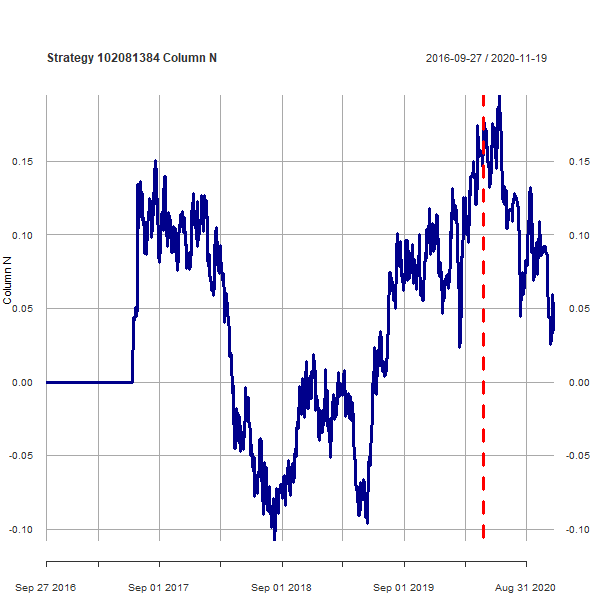 Strategy 102081384 Column N
2016-09-27 / 2020-11-19
0.15
0.10
0.05
0.00
-0.05
-0.10
Column N
0.15
0.10
0.05
0.00
-0.05
-0.10
Sep 27 2016
Sep 01 2017
Sep 01 2018
Sep 01 2019
Aug 31 2020